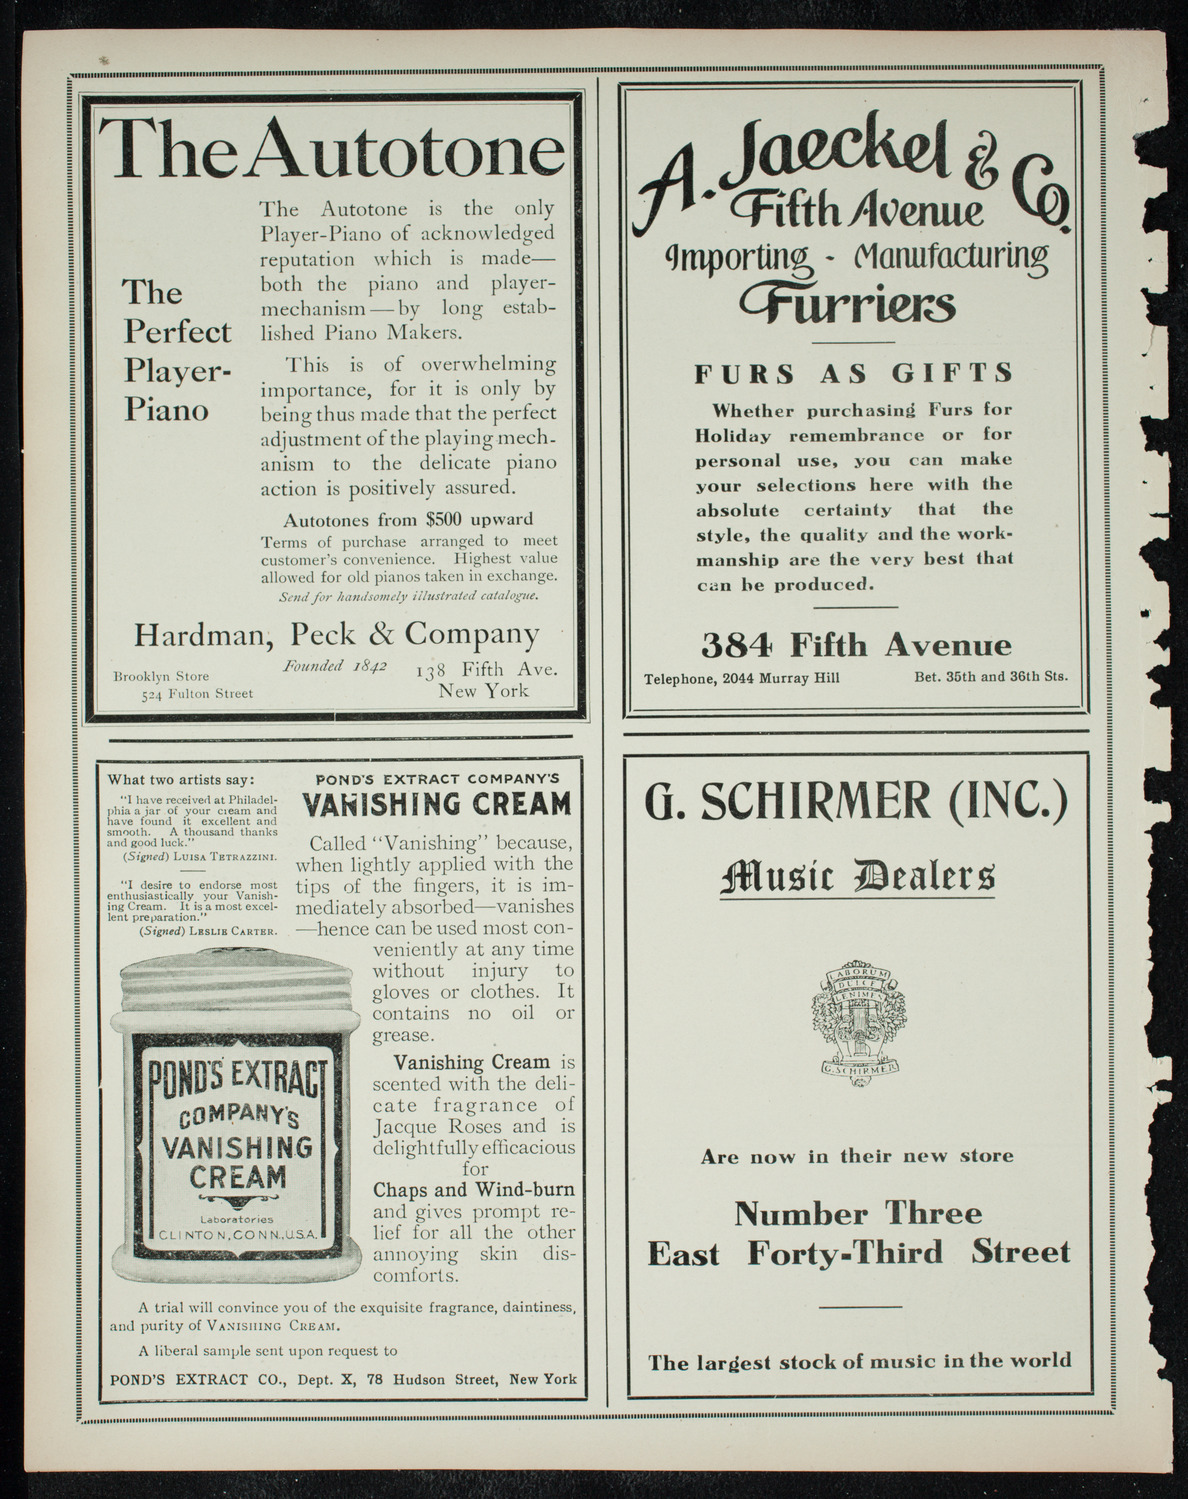 The Autotone
The
Perfect
Player-
Piano
The Autotone is the only
Player-Piano of acknowledged
reputation which is made—
both the piano and player-
mechanism—by long estab-
lished Piano Makers.
This is of overwhelming
importance, for it is only by
being thus made that the perfect
adjustment of the playing mech-
anism to the delicate piano
action is positively assured.
Autotones from $500 upward
Terms of purchase arranged to meet
customer's convenience. Highest value
allowed for old pianos taken in exchange.
Send for handsomely illustrated catalogue.
Hardman, Peck & Company
Founded 1842
Brooklyn Store
524 Fulton Street
138 Fifth Ave.
New York
A. Jaeckel & Co.
Fifth Avenue
Importing - Manufacturing
Furriers
FURS AS GIFTS
Whether purchasing Furs for
Holiday remembrance or for
personal use, you can make
your selections here with the
absolute certainty that the
style, the quality and the work-
manship are the very best that
can be produced.
384 Fifth Avenue
Telephone, 2044 Murray Hill Bet. 35th and 36th Sts.
What two artists say:
"I have received at Philadel-
phia a jar of your cream and
have found it excellent and
smooth. A thousand thanks
and good luck."
(Signed) LUISA TETRAZZINI.
"I desire to endorse most
enthusiastically your Vanish-
ing Cream. It is a most excel-
lent preparation."
(Signed) LESLIE CARTER.
POND'S EXTRACT COMPANY'S
VANISHING CREAM
Called "Vanishing" because,
when lightly applied with the
tips of the fingers, it is im-
mediately absorbed—vanishes
—hence can be used most con-
veniently at any time
without injury to
gloves or clothes. It
contains no oil or
grease.
Vanishing Cream is
scented with the deli-
cate fragrance of
Jacque Roses and is
delightfully efficacious
for
Chaps and Wind-burn
and gives prompt re-
lief for all the other
annoying skin dis-
comforts.
POND'S EXTRACT
COMPANY'S
VANISHING
CREAM
Laboratories
CLINTON, CONN., U.S.A.
A trial will convince you of the exquisite fragrance, daintiness,
and purity of VANISHING CREAM.
A liberal sample sent upon request to
POND'S EXTRACT CO., Dept. X, 78 Hudson Street, New York
G. SCHIRMER (INC.)
Music Dealers
LABORUM
DULCE
LENIMEN
G. SCHIRMER
Are now in their new store
Number Three
East Forty-Third Street
The largest stock of music in the world